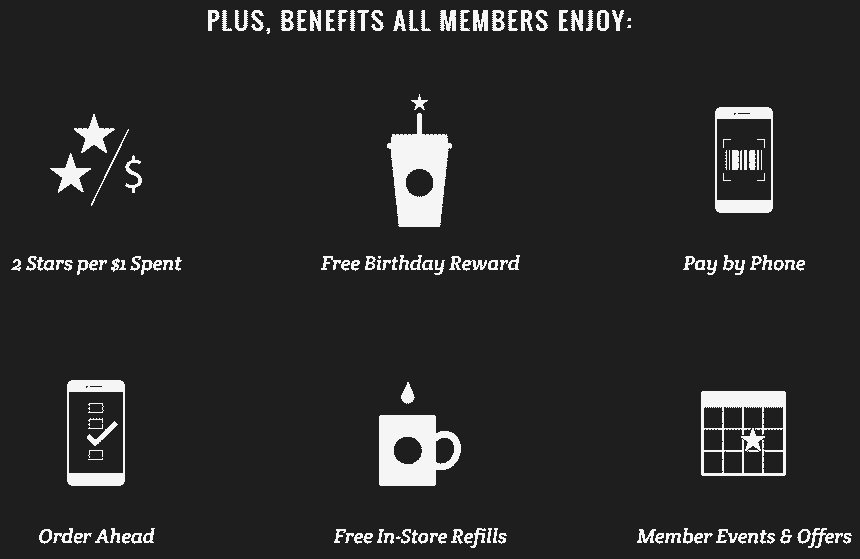 PLUS, BENEFITS ALL MEMBERS ENJOY:
$
2 Stars per $1 Spent
Free Birthday Reward
Pay by Phone
Order Ahead
Free In-Store Refills
Member Events & Offers